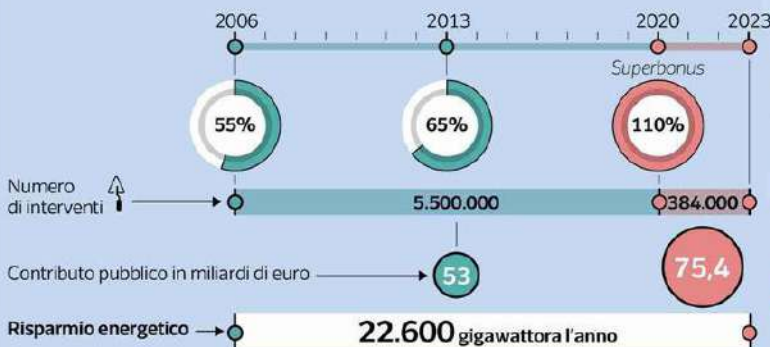 2006 2013 2020 2023
Superbonus
55% 65% 110%
Numero
di interventi
5.500.000 384.000
Contributo pubblico in miliardi di euro 53 75,4
Risparmio energetico 22.600 gigawattora l'anno